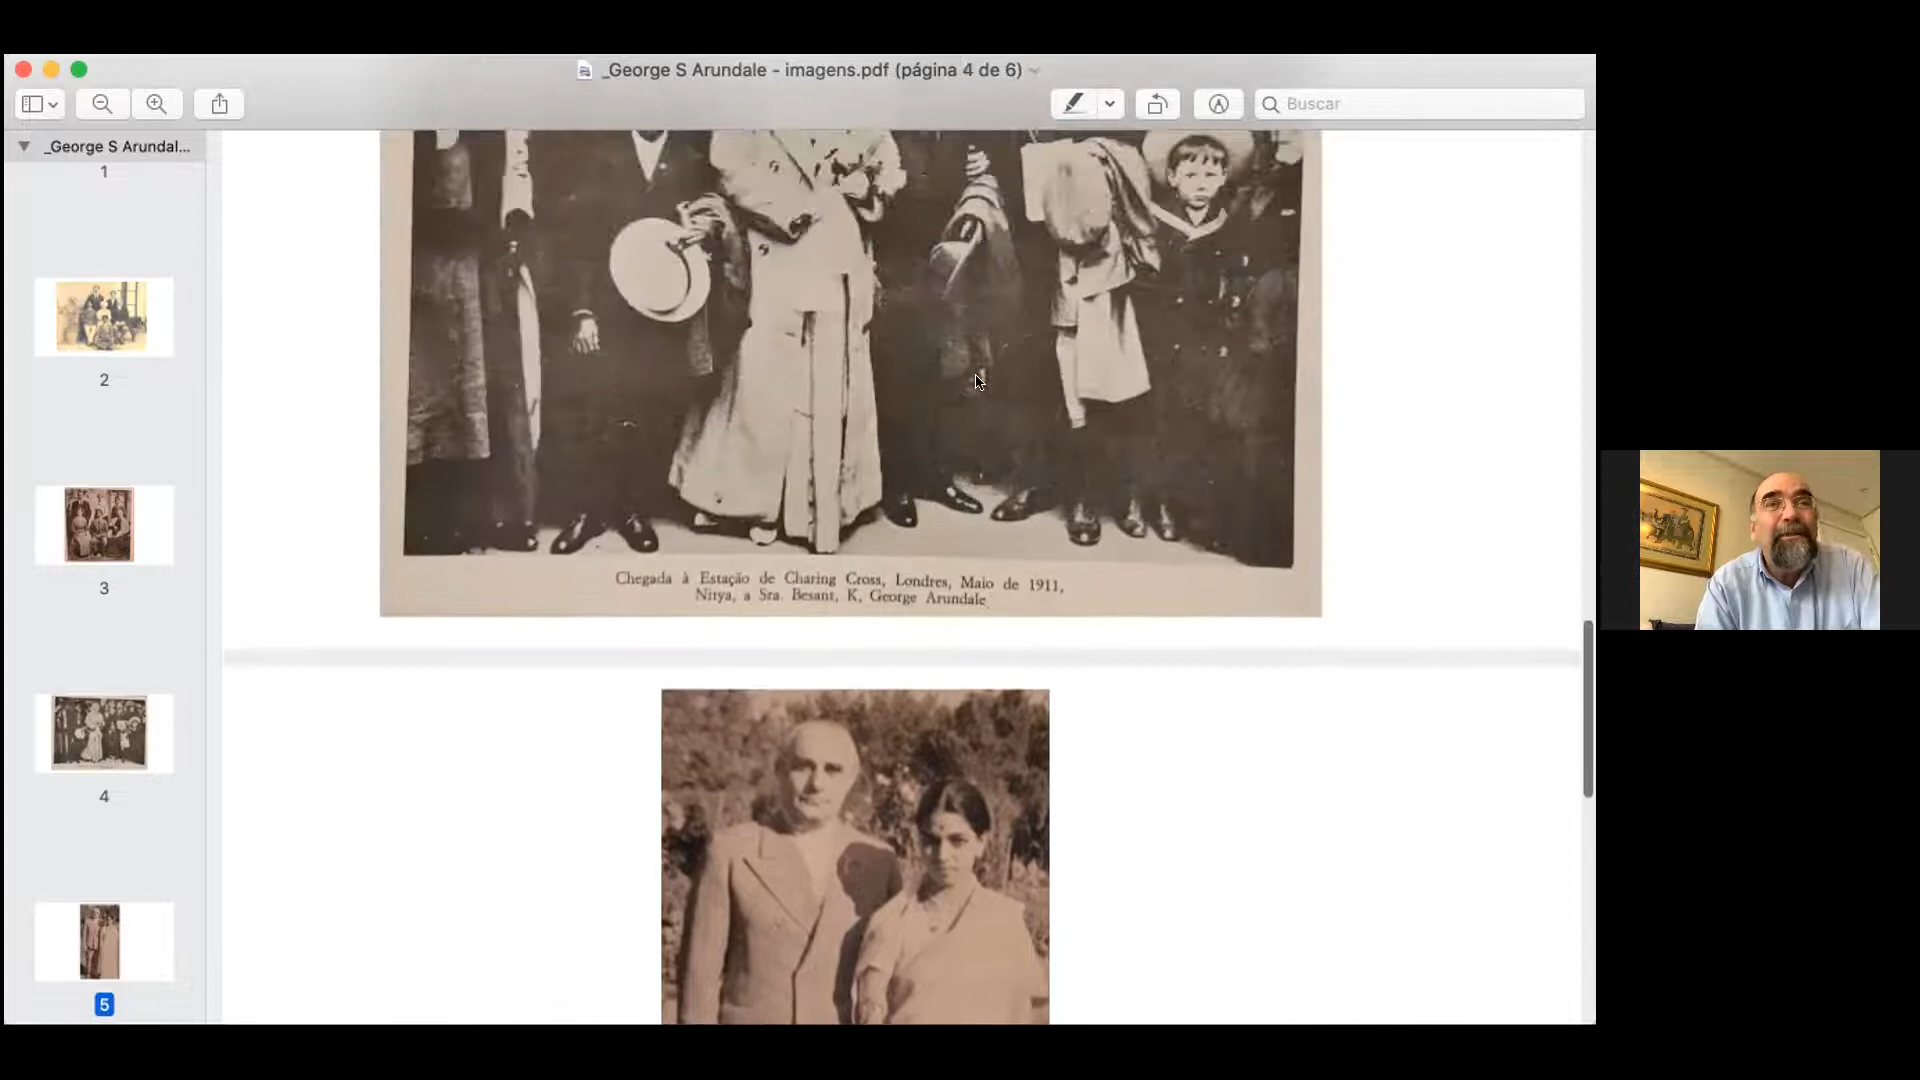 _George S Arundale - imagens.pdf (página 4 de 6)
Buscar
_George S Arundal...
1
2
3
4
5
Chegada à Estação de Charing Cross, Londres, Maio de 1911,
Nitya, a Sra. Besant, K, George Arundale